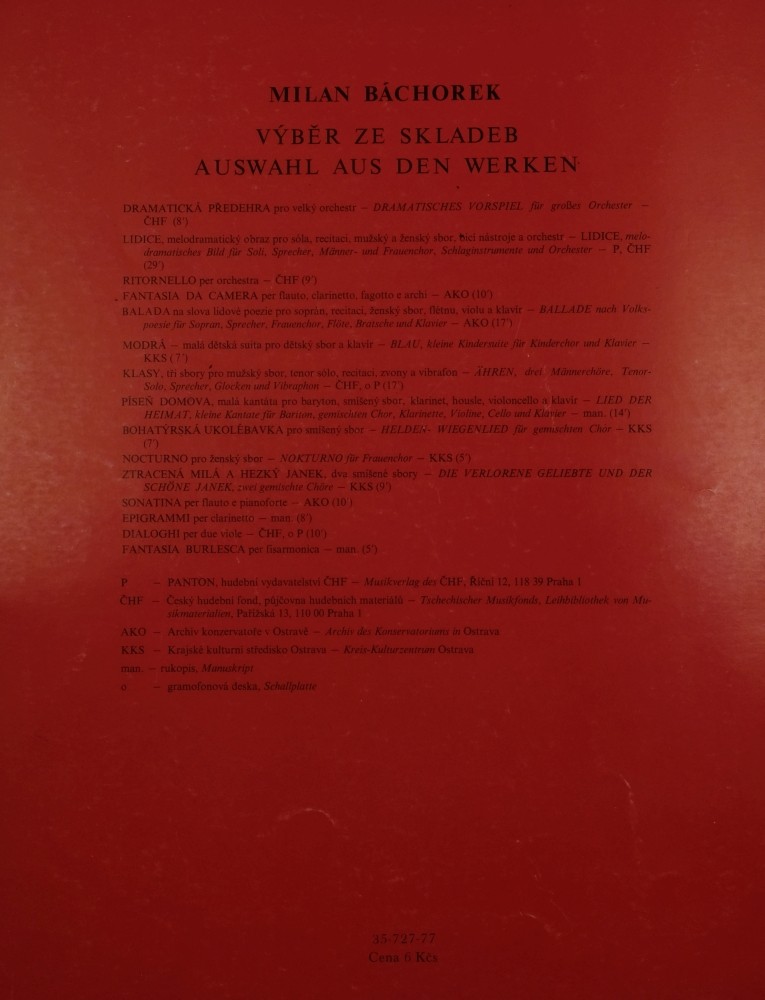 MILAN BÁCHOREK
VÝBĚR ZE SKLADEB
AUSWAHL AUS DEN WERKEN
DRAMATICKÁ PŘEDEHRA pro velký orchestr – DRAMATISCHES VORSPIEL für großes Orchester –
ČHF (8')
LIDICE, melodramatický obraz pro sóla, recitaci, mužský a ženský sbor, bicí nástroje a orchestr – LIDICE, melo-
dramatisches Bild für Soli, Sprecher, Männer- und Frauenchor, Schlaginstrumente und Orchester – P, ČHF
(29')
RITORNELLO per orchestra – ČHF (9')
FANTASIA DA CAMERA per flauto, clarinetto, fagotto e archi – AKO (10')
BALADA na slova lidové poezie pro soprán, recitaci, ženský sbor, flétnu, violu a klavír – BALLADE nach Volks-
poesie für Sopran, Sprecher, Frauenchor, Flöte, Bratsche und Klavier – AKO (17')
MODRÁ – malá dětská suita pro dětský sbor a klavír – BLAU, kleine Kindersuite für Kinderchor und Klavier –
KKS (7')
KLASY, tři sbory pro mužský sbor, tenor sólo, recitaci, zvony a vibrafón – ÄHREN, drei Männerchöre, Tenor-
Solo, Sprecher, Glocken und Vibraphon – ČHF, o P (17')
PÍSEŇ DOMOVA, malá kantáta pro baryton, smíšený sbor, klarinet, housle, violoncello a klavír – LIED DER
HEIMAT, kleine Kantate für Bariton, gemischten Chor, Klarinette, Violine, Cello und Klavier – man. (14')
BOHATÝRSKÁ UKOLÉBAVKA pro smíšený sbor – HELDEN- WIEGENLIED für gemischten Chor – KKS
(7')
NOCTURNO pro ženský sbor – NOKTURNO für Frauenchor – KKS (5')
ZTRACENÁ MILÁ A HEZKÝ JANEK, dva smíšené sbory – DIE VERLORENE GELIEBTE UND DER
SCHÖNE JANEK, zwei gemischte Chöre – KKS (9')
SONATINA per flauto e pianoforte – AKO (10')
EPIGRAMMI per clarinetto – man. (8')
DIALOGHI per due viole – ČHF, o P (10')
FANTASIA BURLESCA per fisarmonica – man. (5')
P – PANTON, hudební vydavatelství ČHF – Musikverlag des ČHF, Říční 12, 118 39 Praha 1
ČHF – Český hudební fond, půjčovna hudebních materiálů – Tschechischer Musikfonds, Leihbibliothek von Mu-
sikmaterialien, Pařížská 13, 110 00 Praha 1
AKO – Archív konzervatoře v Ostravě – Archiv des Konservatoriums in Ostrava
KKS – Krajské kulturní středisko Ostrava – Kreis-Kulturzentrum Ostrava
man. – rukopis, Manuskript
o – gramofonová deska, Schallplatte
35-727-77
Cena 6 Kčs